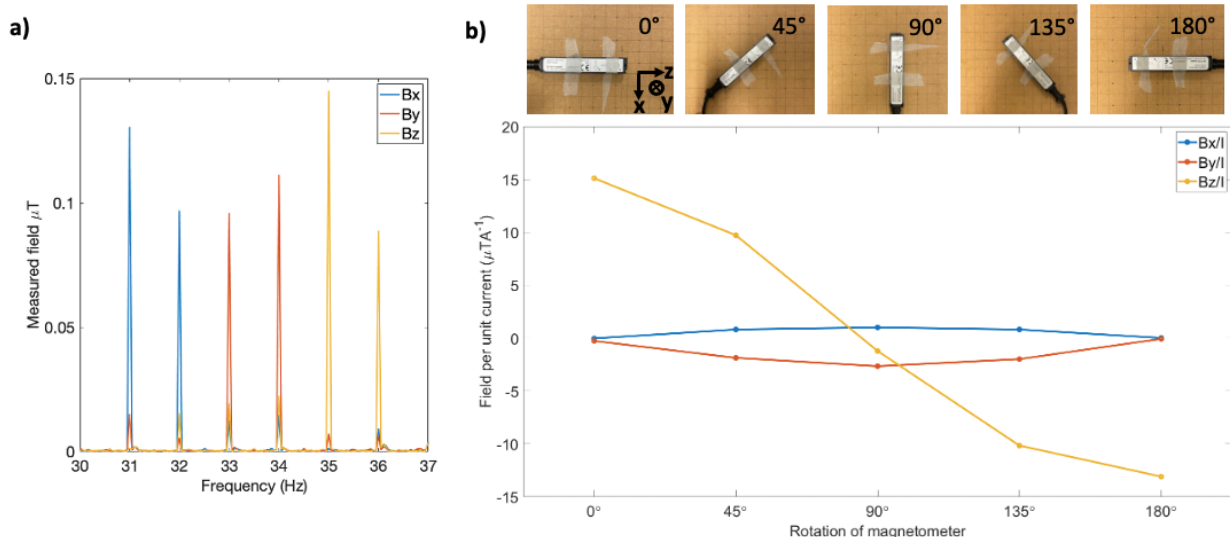 a)
0.15
0.1
0.05
0
Measured field μT
Bx
By
Bz
30 31 32 33 34 35 36 37
Frequency (Hz)
b)
0° 45° 90° 135° 180°
z
x y
20
15
10
5
0
-5
-10
-15
Field per unit current (μTA⁻¹)
Bx/I
By/I
Bz/I
0° 45° 90° 135° 180°
Rotation of magnetometer